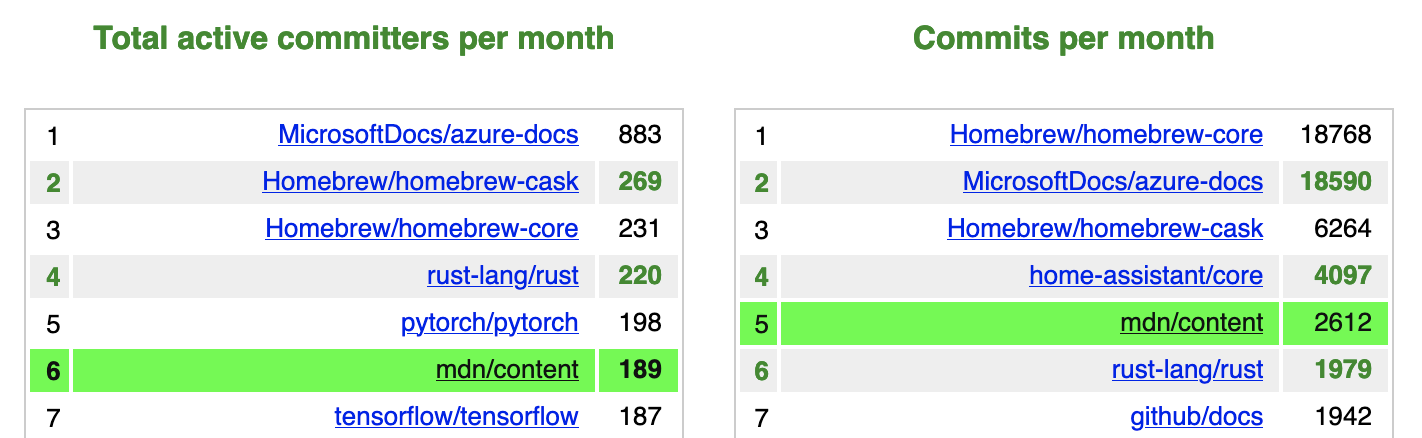 Total active committers per month
1 MicrosoftDocs/azure-docs 883
2 Homebrew/homebrew-cask 269
3 Homebrew/homebrew-core 231
4 rust-lang/rust 220
5 pytorch/pytorch 198
6 mdn/content 189
7 tensorflow/tensorflow 187
Commits per month
1 Homebrew/homebrew-core 18768
2 MicrosoftDocs/azure-docs 18590
3 Homebrew/homebrew-cask 6264
4 home-assistant/core 4097
5 mdn/content 2612
6 rust-lang/rust 1979
7 github/docs 1942